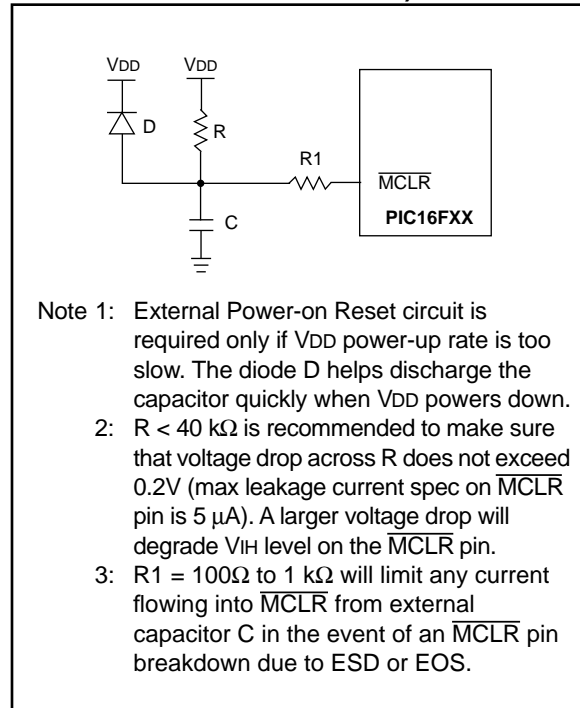 VDD VDD
D
R
R1
MCLR
C
PIC16FXX
Note 1: External Power-on Reset circuit is
required only if VDD power-up rate is too
slow. The diode D helps discharge the
capacitor quickly when VDD powers down.
2: R < 40 kΩ is recommended to make sure
that voltage drop across R does not exceed
0.2V (max leakage current spec on MCLR
pin is 5 μA). A larger voltage drop will
degrade VIH level on the MCLR pin.
3: R1 = 100Ω to 1 kΩ will limit any current
flowing into MCLR from external
capacitor C in the event of an MCLR pin
breakdown due to ESD or EOS.